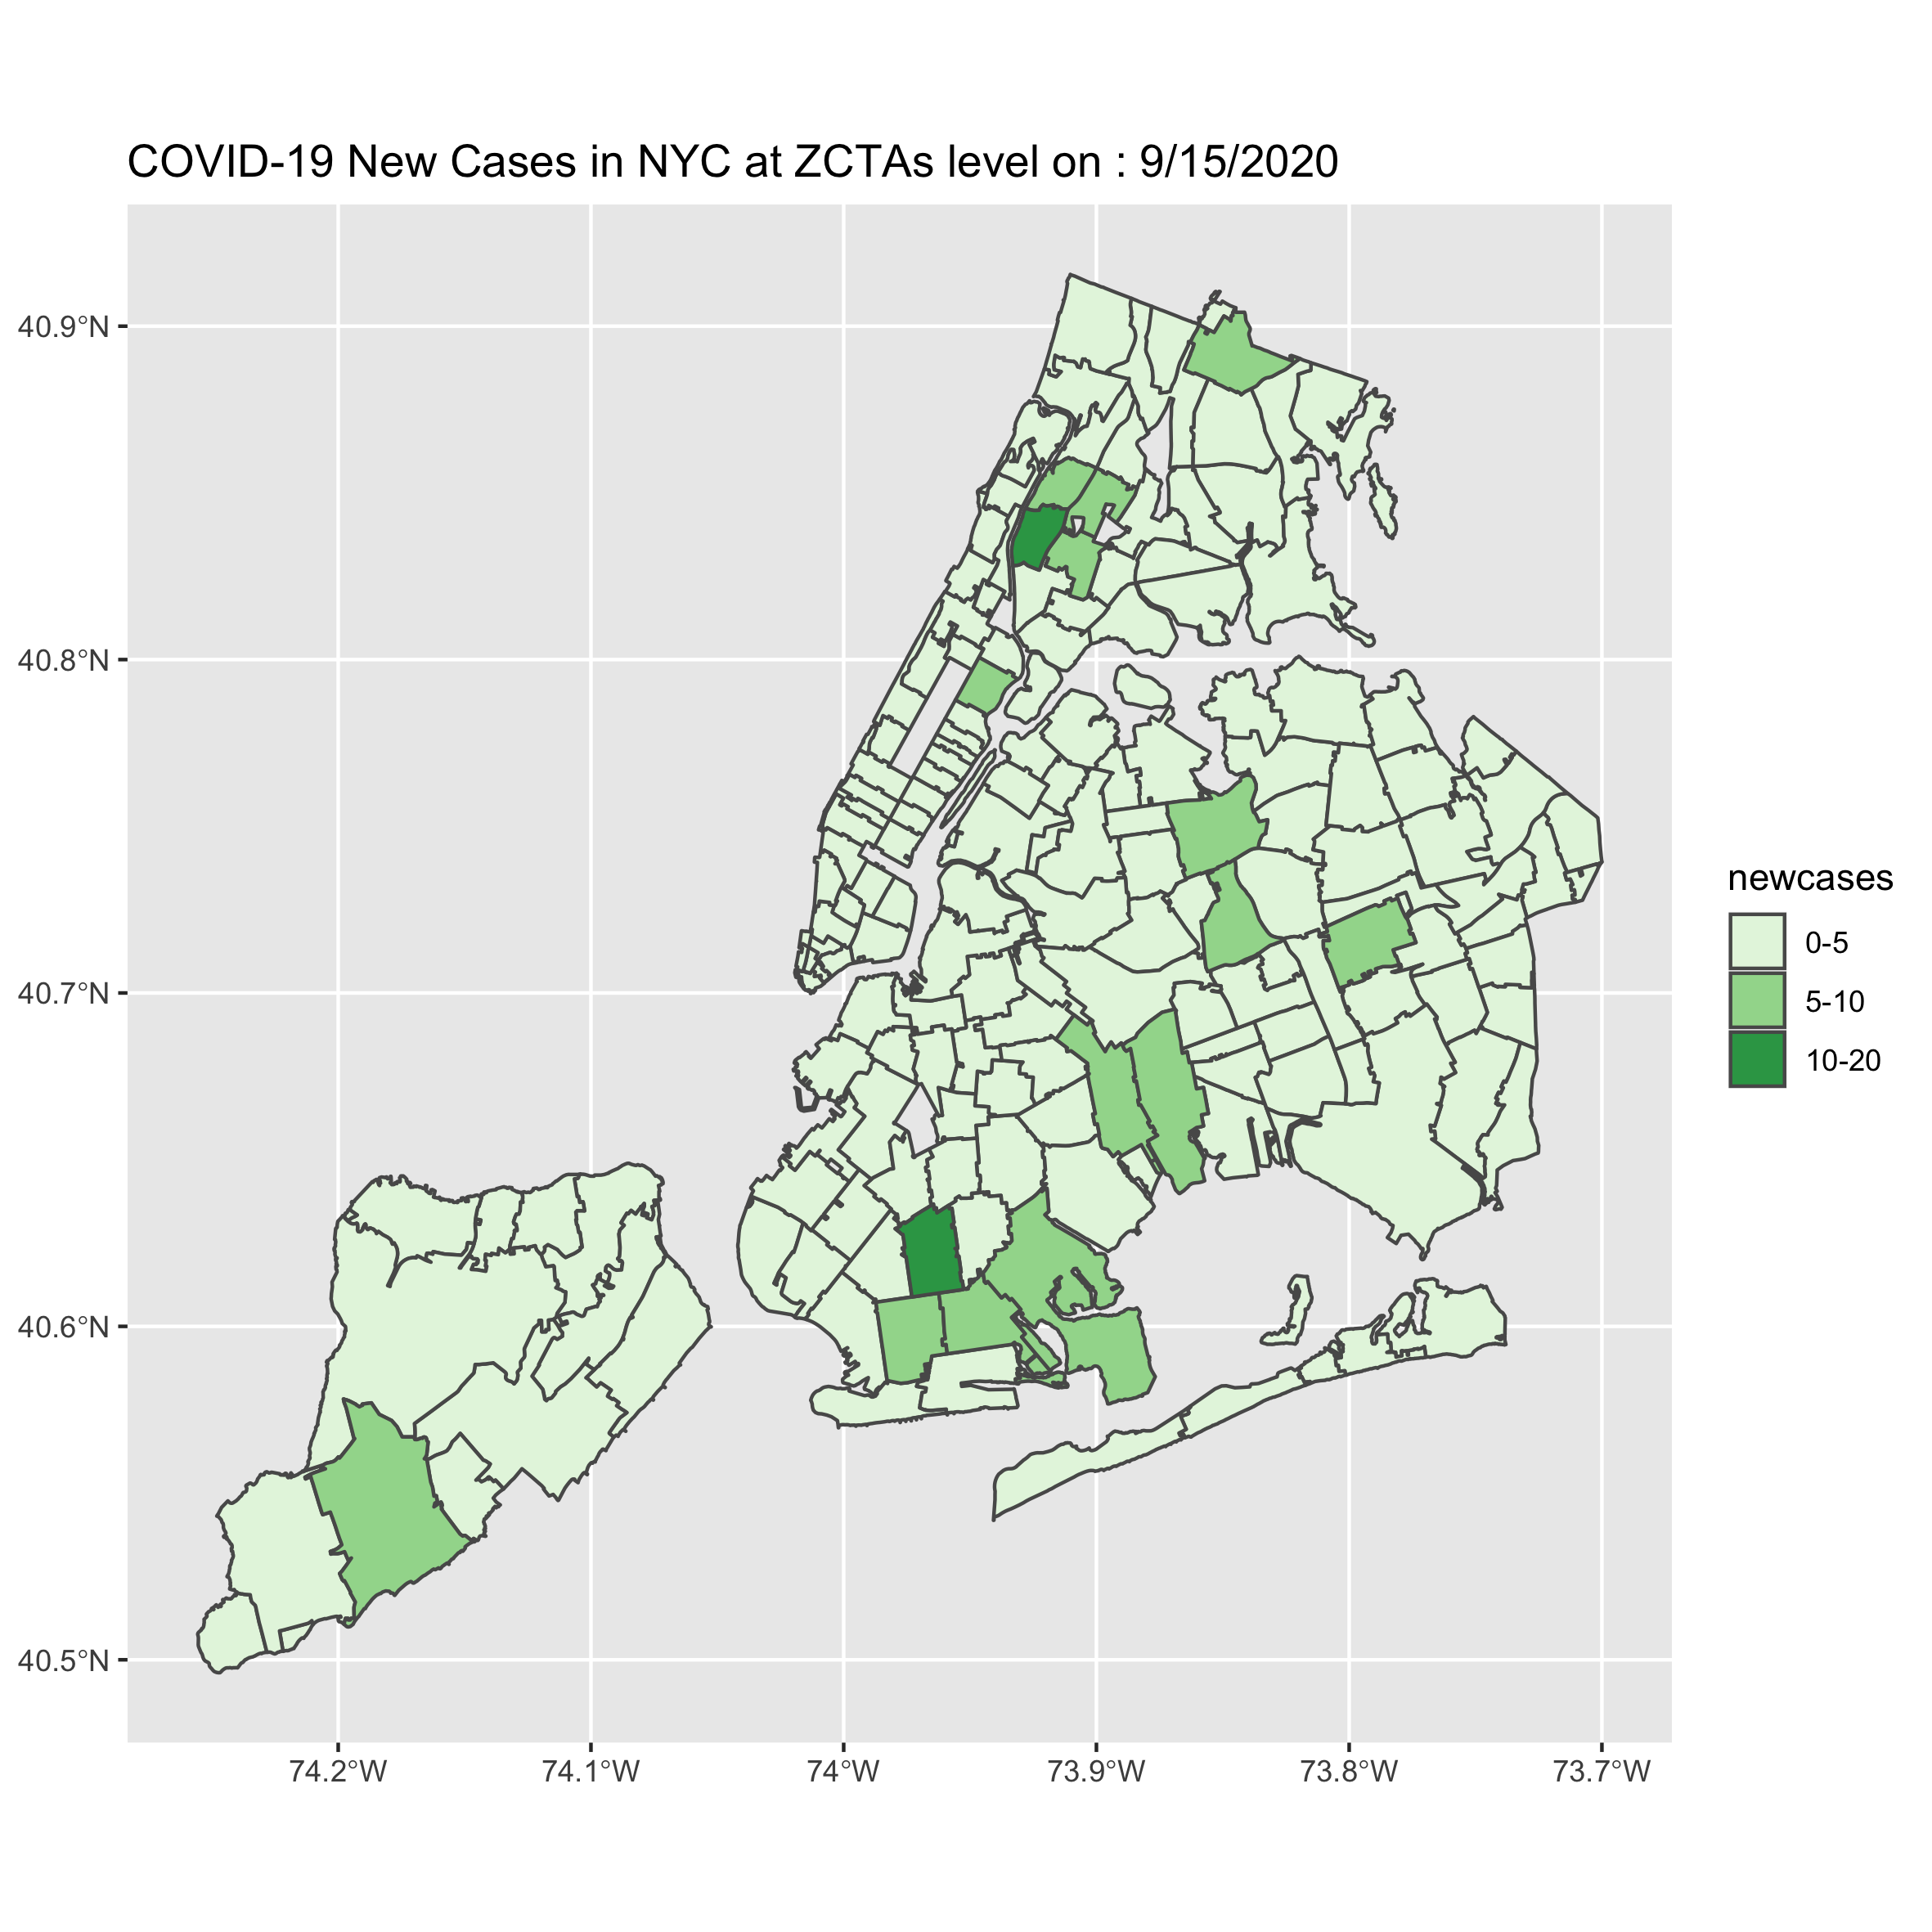 COVID-19 New Cases in NYC at ZCTAs level on : 9/15/2020
40.9°N
40.8°N
40.7°N
40.6°N
40.5°N
74.2°W
74.1°W
74°W
73.9°W
73.8°W
73.7°W
newcases
0-5
5-10
10-20